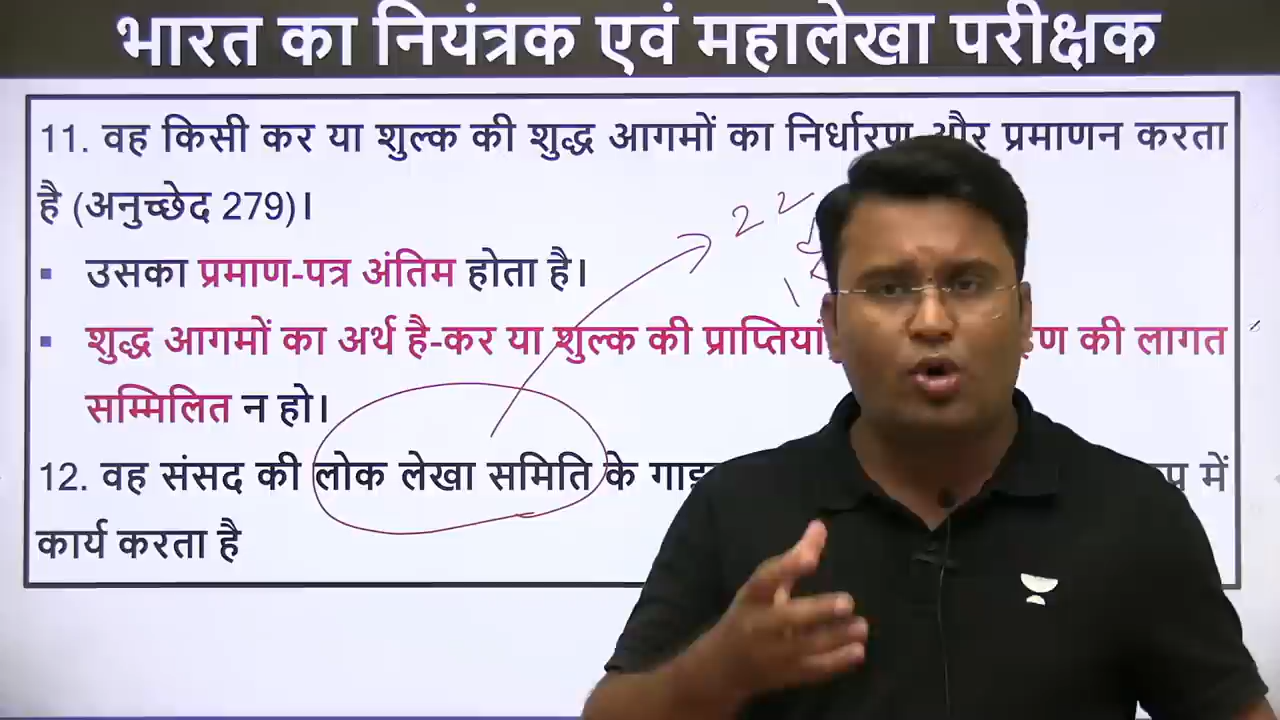 भारत का नियंत्रक एवं महालेखा परीक्षक
11. वह किसी कर या शुल्क की शुद्ध आगमों का निर्धारण और प्रमाणन करता
है (अनुच्छेद 279)।
▪ उसका प्रमाण-पत्र अंतिम होता है।
22
▪ शुद्ध आगमों का अर्थ है-कर या शुल्क की प्राप्तियां की लागत
सम्मिलित न हो।
12. वह संसद की लोक लेखा समिति के में
कार्य करता है